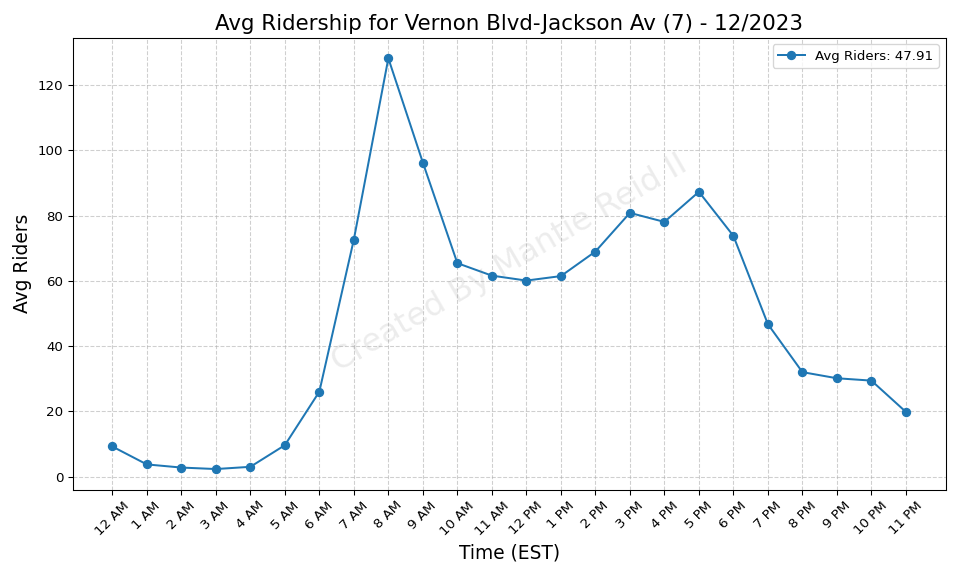 Avg Ridership for Vernon Blvd-Jackson Av (7) - 12/2023
Avg Riders: 47.91
120
100
80
60
40
20
0
Avg Riders
Created By Mantie Reid II
12 AM
1 AM
2 AM
3 AM
4 AM
5 AM
6 AM
7 AM
8 AM
9 AM
10 AM
11 AM
12 PM
1 PM
2 PM
3 PM
4 PM
5 PM
6 PM
7 PM
8 PM
9 PM
10 PM
11 PM
Time (EST)